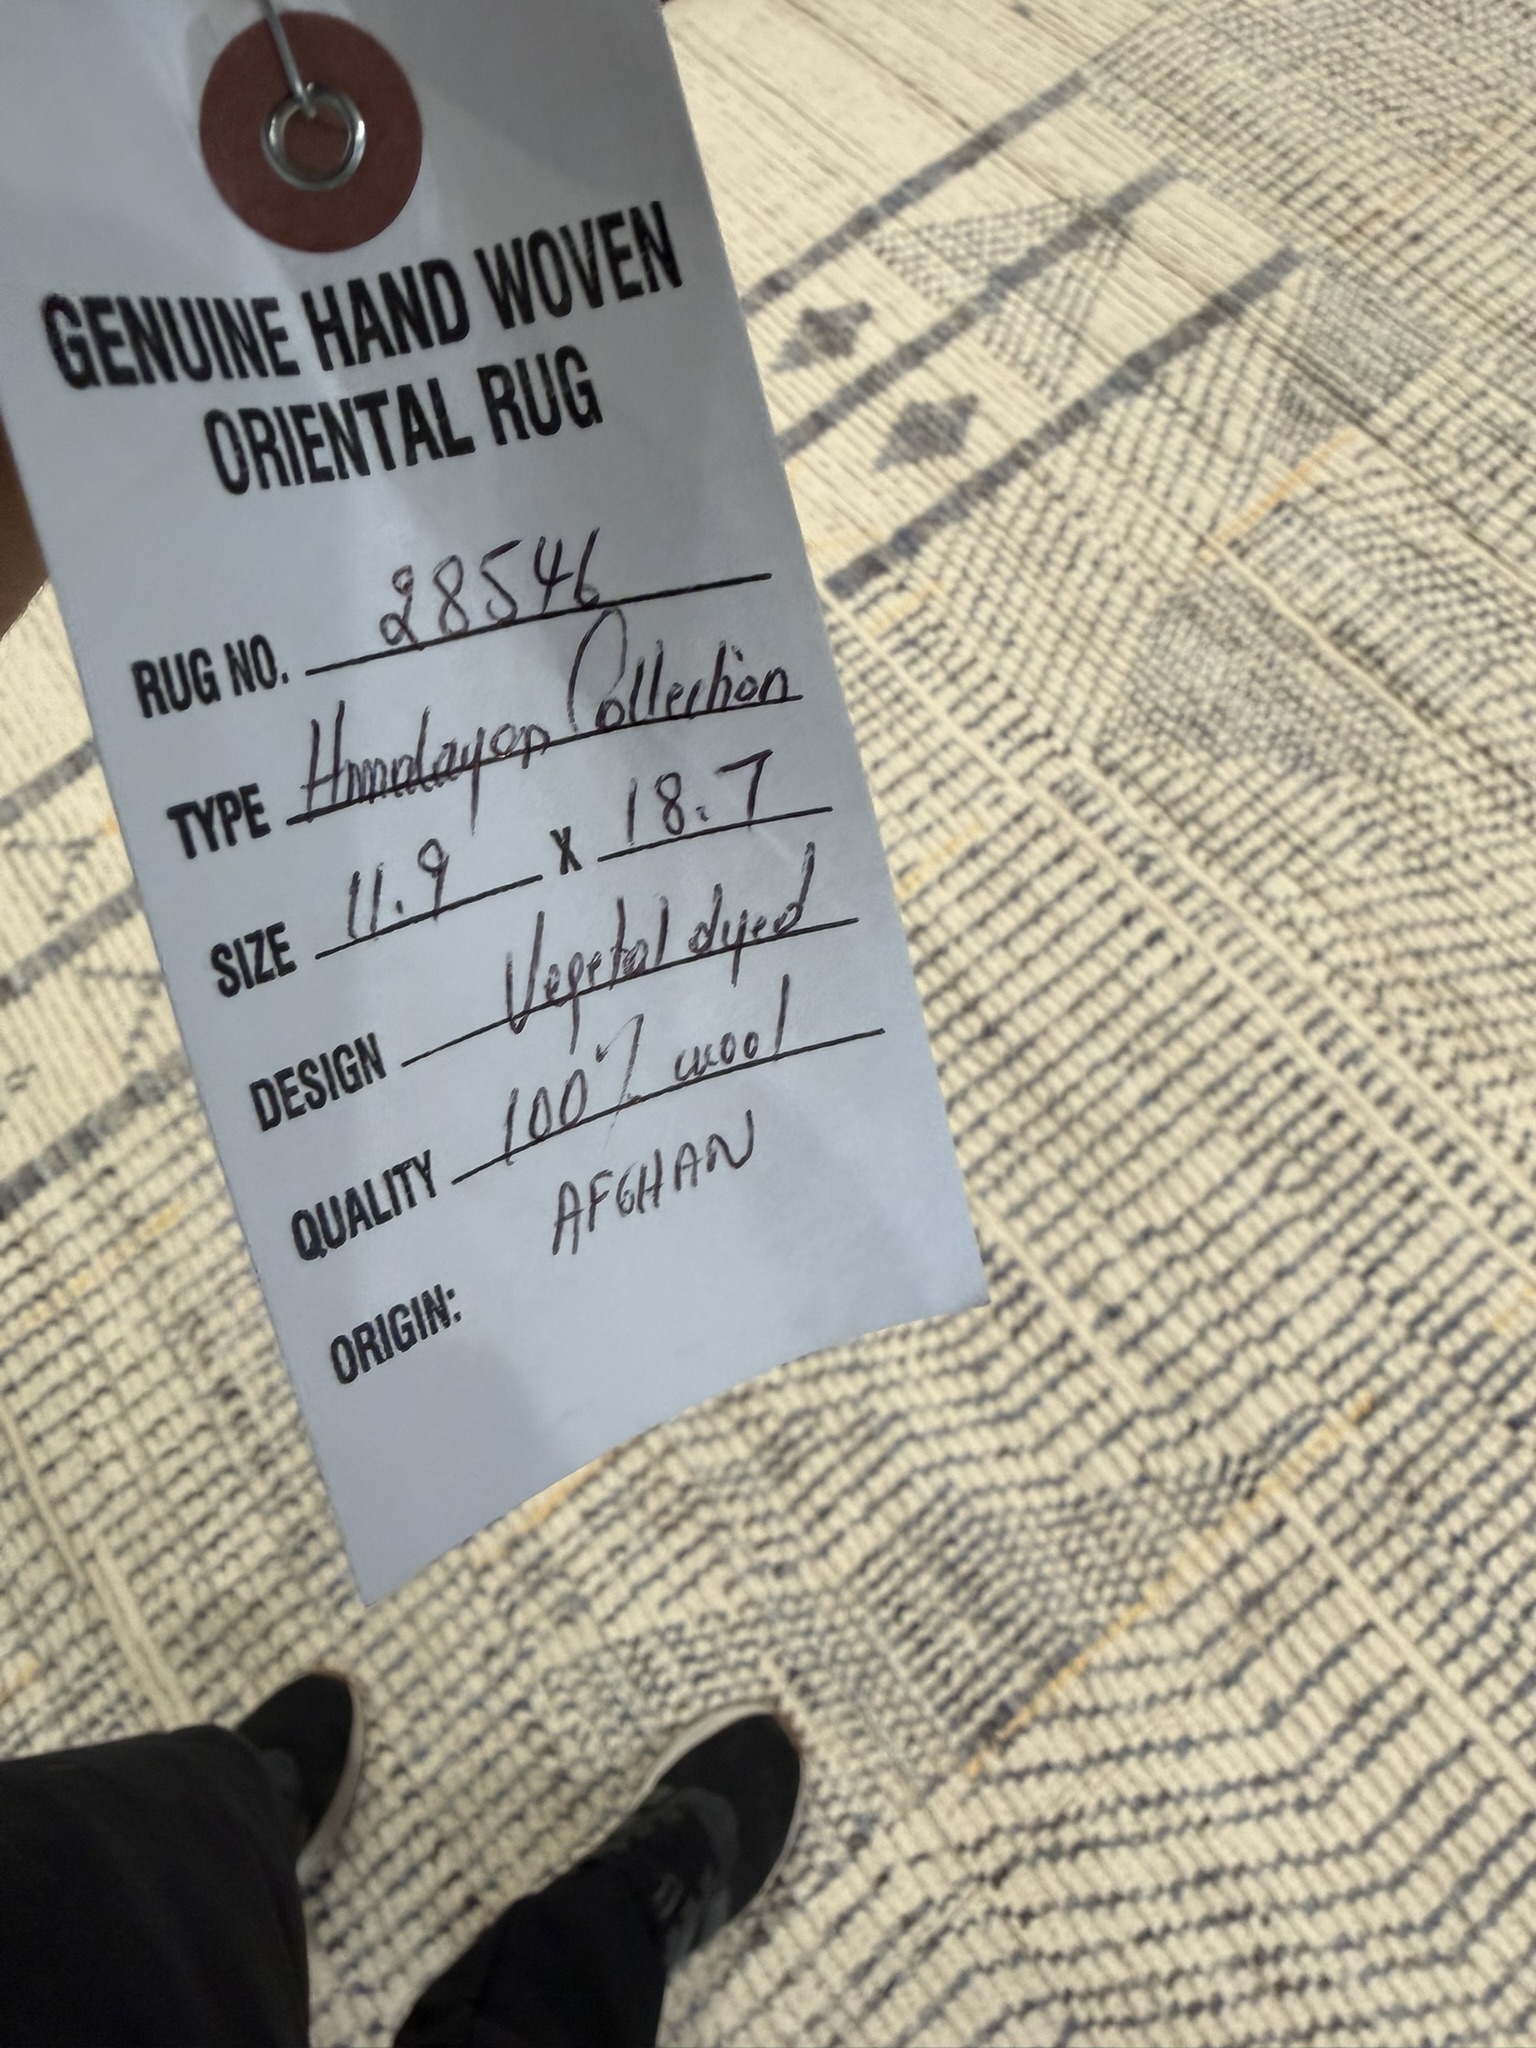 GENUINE HAND WOVEN
ORIENTAL RUG
RUG NO. 28546
TYPE Himalayan Collection
SIZE 11.9 X 18.7
DESIGN Vegetal dyed
QUALITY 100% wool
ORIGIN: AFGHAN